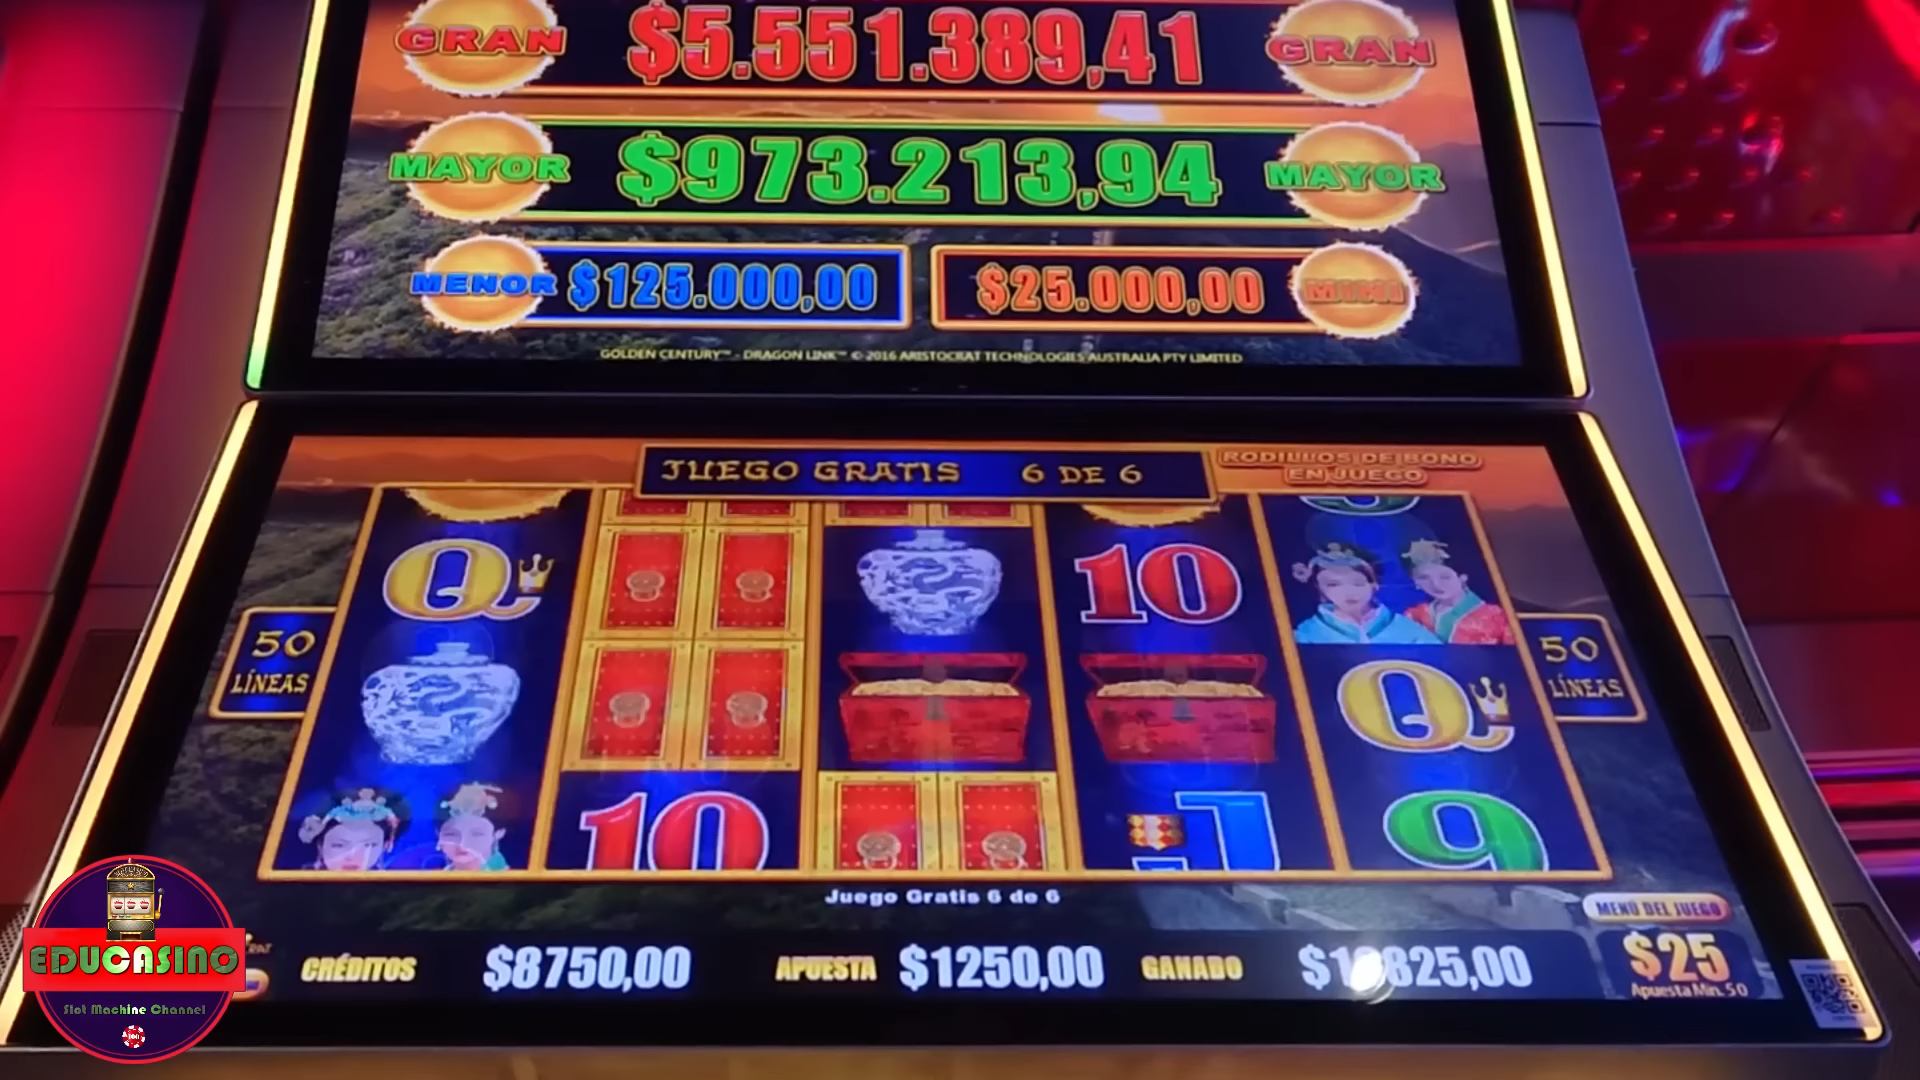 GRAN $5.551.389,41 GRAN
MAYOR $973.213,94 MAYOR
MENOR $125.000,00 $25.000,00 MINI
GOLDEN CENTURY™ - DRAGON LINK™ © 2016 ARISTOCRAT TECHNOLOGIES AUSTRALIA PTY LIMITED
JUEGO GRATIS 6 DE 6
RODILLOS DE BONO
EN JUEGO
Q 10
50 LÍNEAS
50 LÍNEAS
Q
10 J 9
Juego Gratis 6 de 6
MENÚ DEL JUEGO
CRÉDITOS $8750,00 APUESTA $1250,00 GANADO
$25
Apuesta Min. 50
EDUCASINO
Slot Machine Channel